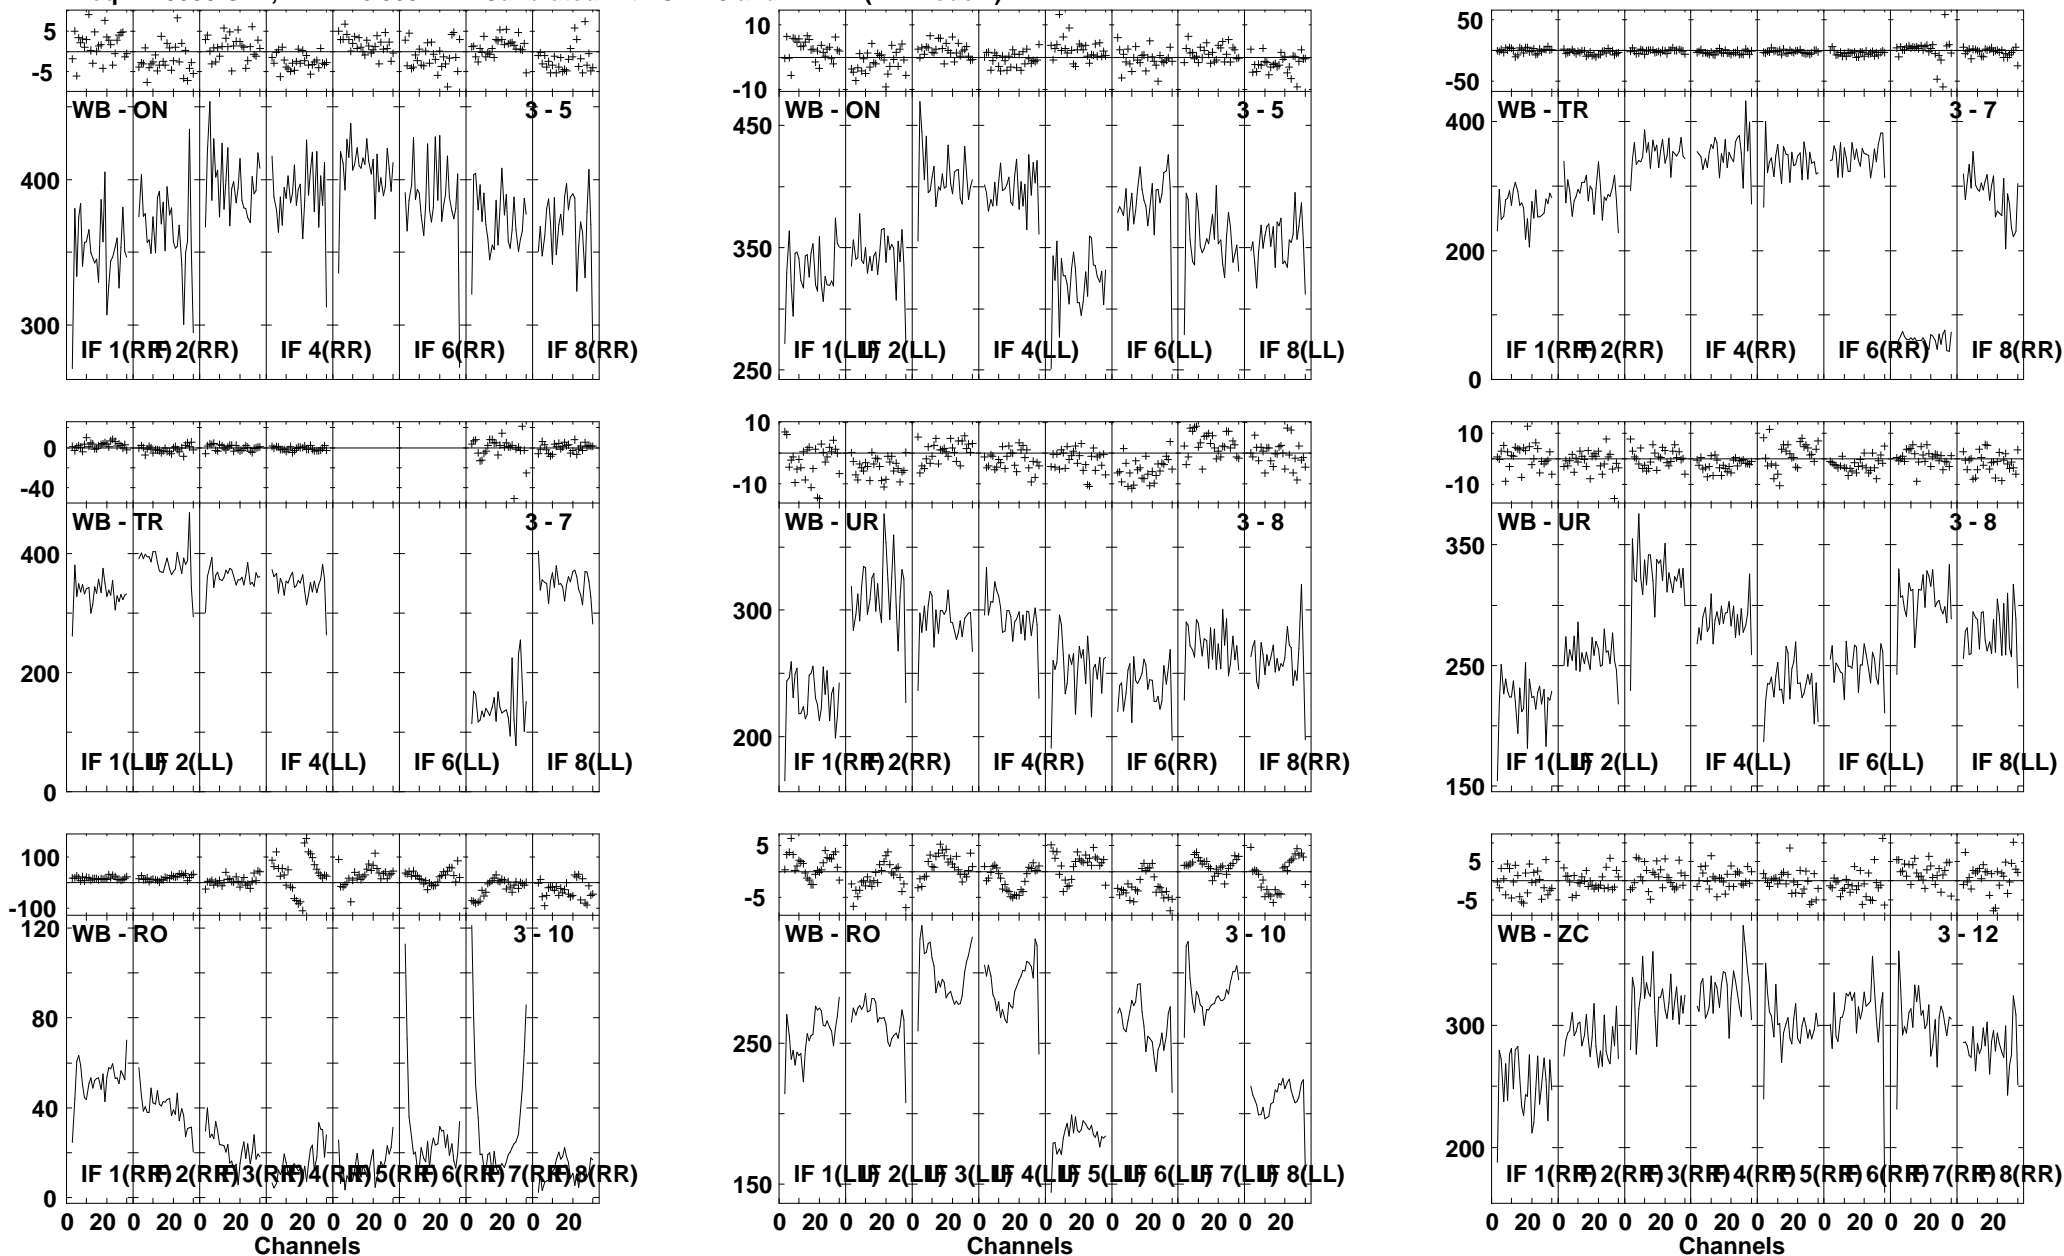 5 10 50
-5 -10 -50
WB - ON 3 - 5 WB - ON 3 - 5 WB - TR 3 - 7
400 300
450 350 250
400 200 0
IF 1(RR) IF 2(RR) IF 4(RR) IF 6(RR) IF 8(RR)
IF 1(LL) IF 2(LL) IF 4(LL) IF 6(LL) IF 8(LL)
IF 1(RR) IF 2(RR) IF 4(RR) IF 6(RR) IF 8(RR)
0 10 10
-40 -10 -10
WB - TR 3 - 7 WB - UR 3 - 8 WB - UR 3 - 8
400 200 0
300 200
350 250 150
IF 1(LL) IF 2(LL) IF 4(LL) IF 6(LL) IF 8(LL)
IF 1(RR) IF 2(RR) IF 4(RR) IF 6(RR) IF 8(RR)
IF 1(LL) IF 2(LL) IF 4(LL) IF 6(LL) IF 8(LL)
100 5 5
-100 -5 -5
WB - RO 3 - 10 WB - RO 3 - 10 WB - ZC 3 - 12
120 80 40 0
250 150
300 200
IF 1(RR) IF 2(RR) IF 3(RR) IF 4(RR) IF 5(RR) IF 6(RR) IF 7(RR) IF 8(RR)
IF 1(LL) IF 2(LL) IF 3(LL) IF 4(LL) IF 5(LL) IF 6(LL) IF 7(LL) IF 8(LL)
IF 1(RR) IF 2(RR) IF 3(RR) IF 4(RR) IF 5(RR) IF 6(RR) IF 7(RR) IF 8(RR)
0 20 0 20 0 20 0 20 0 20 0 20 0 20 0 20
0 20 0 20 0 20 0 20 0 20 0 20 0 20 0 20
0 20 0 20 0 20 0 20 0 20 0 20 0 20 0 20
Channels Channels Channels